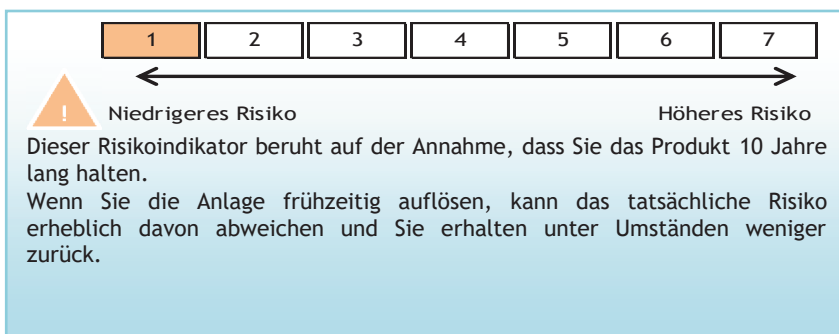 1 2 3 4 5 6 7
! Niedrigeres Risiko Höheres Risiko
Dieser Risikoindikator beruht auf der Annahme, dass Sie das Produkt 10 Jahre
lang halten.
Wenn Sie die Anlage frühzeitig auflösen, kann das tatsächliche Risiko
erheblich davon abweichen und Sie erhalten unter Umständen weniger
zurück.